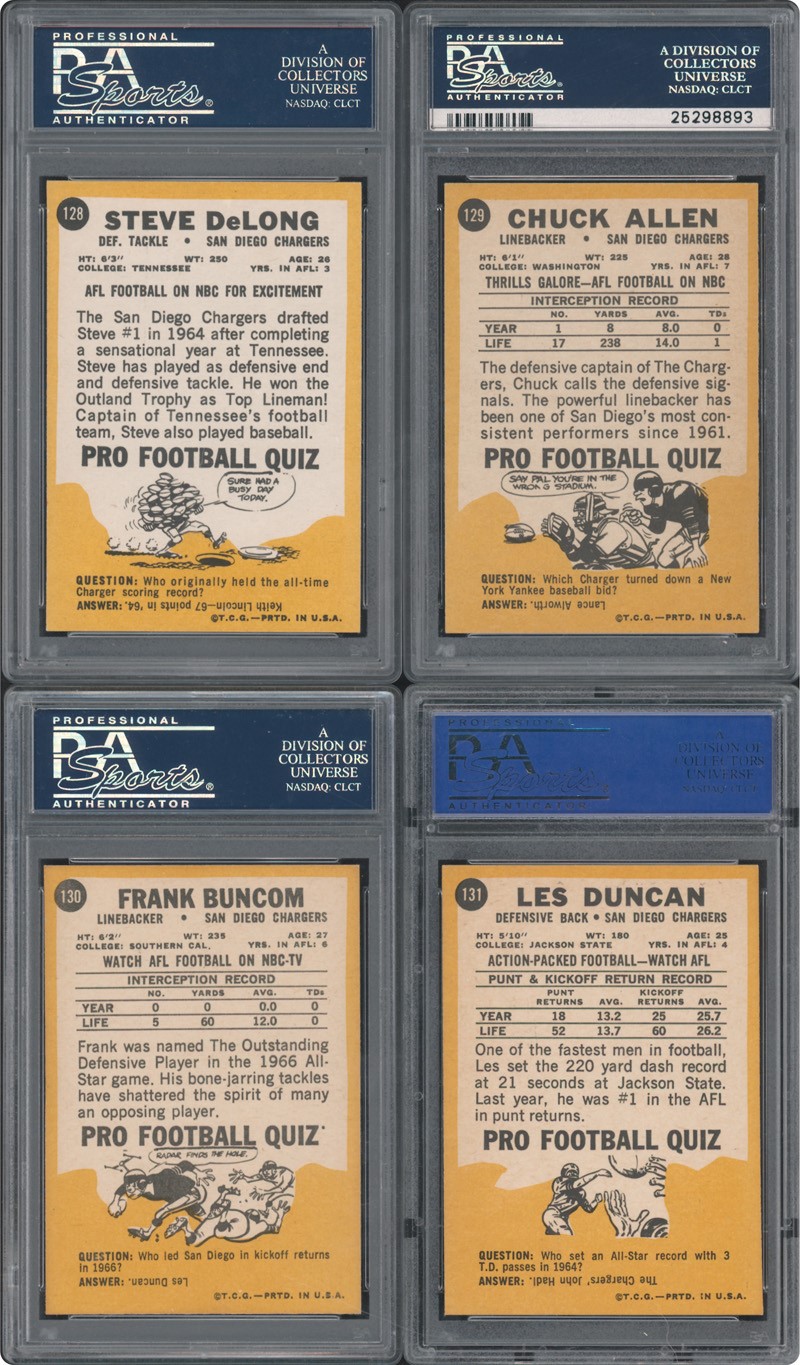 PROFESSIONAL
PSA
Sports®
AUTHENTICATOR
A
DIVISION OF
COLLECTORS
UNIVERSE
NASDAQ: CLCT
128
STEVE DeLONG
DEF. TACKLE • SAN DIEGO CHARGERS
HT: 6'3" WT: 250 AGE: 26
COLLEGE: TENNESSEE YRS. IN AFL: 3
AFL FOOTBALL ON NBC FOR EXCITEMENT
The San Diego Chargers drafted
Steve #1 in 1964 after completing
a sensational year at Tennessee.
Steve has played as defensive end
and defensive tackle. He won the
Outland Trophy as Top Lineman!
Captain of Tennessee's football
team, Steve also played baseball.
PRO FOOTBALL QUIZ
SURE HAD A
BUSY DAY
TODAY.
QUESTION: Who originally held the all-time
Charger scoring record?
ANSWER: Keith Lincoln—67 points in '64.
©T.C.G.—PRTD. IN U.S.A.
PROFESSIONAL
PSA
Sports®
AUTHENTICATOR
A DIVISION OF
COLLECTORS
UNIVERSE
NASDAQ: CLCT
25298893
129
CHUCK ALLEN
LINEBACKER • SAN DIEGO CHARGERS
HT: 6'1" WT: 225 AGE: 28
COLLEGE: WASHINGTON YRS. IN AFL: 7
THRILLS GALORE—AFL FOOTBALL ON NBC
INTERCEPTION RECORD
NO. YARDS AVG. TDs
YEAR 1 8 8.0 0
LIFE 17 238 14.0 1
The defensive captain of The Charg-
ers, Chuck calls the defensive sig-
nals. The powerful linebacker has
been one of San Diego's most con-
sistent performers since 1961.
PRO FOOTBALL QUIZ
SAY PAL YOU'RE IN THE
WRONG STADIUM.
QUESTION: Which Charger turned down a New
York Yankee baseball bid?
ANSWER: Lance Alworth.
©T.C.G.—PRTD. IN U.S.A.
PROFESSIONAL
PSA
Sports®
AUTHENTICATOR
A
DIVISION OF
COLLECTORS
UNIVERSE
NASDAQ: CLCT
130
FRANK BUNCOM
LINEBACKER • SAN DIEGO CHARGERS
HT: 6'2" WT: 235 AGE: 27
COLLEGE: SOUTHERN CAL. YRS. IN AFL: 6
WATCH AFL FOOTBALL ON NBC-TV
INTERCEPTION RECORD
NO. YARDS AVG. TDs
YEAR 0 0 0.0 0
LIFE 5 60 12.0 0
Frank was named The Outstanding
Defensive Player in the 1966 All-
Star game. His bone-jarring tackles
have shattered the spirit of many
an opposing player.
PRO FOOTBALL QUIZ
RADAR FINDS THE HOLE.
QUESTION: Who led San Diego in kickoff returns
in 1966?
ANSWER: Les Duncan.
©T.C.G.—PRTD. IN U.S.A.
PROFESSIONAL
PSA
Sports
AUTHENTICATOR
A
DIVISION OF
COLLECTORS
UNIVERSE
NASDAQ: CLCT
131
LES DUNCAN
DEFENSIVE BACK • SAN DIEGO CHARGERS
HT: 5'10" WT: 180 AGE: 25
COLLEGE: JACKSON STATE YRS. IN AFL: 4
ACTION-PACKED FOOTBALL—WATCH AFL
PUNT & KICKOFF RETURN RECORD
PUNT KICKOFF
RETURNS AVG. RETURNS AVG.
YEAR 18 13.2 25 25.7
LIFE 52 13.7 60 26.2
One of the fastest men in football,
Les set the 220 yard dash record
at 21 seconds at Jackson State.
Last year, he was #1 in the AFL
in punt returns.
PRO FOOTBALL QUIZ
QUESTION: Who set an All-Star record with 3
T.D. passes in 1964?
ANSWER: The Chargers' John Hadl.
©T.C.G.—PRTD. IN U.S.A.